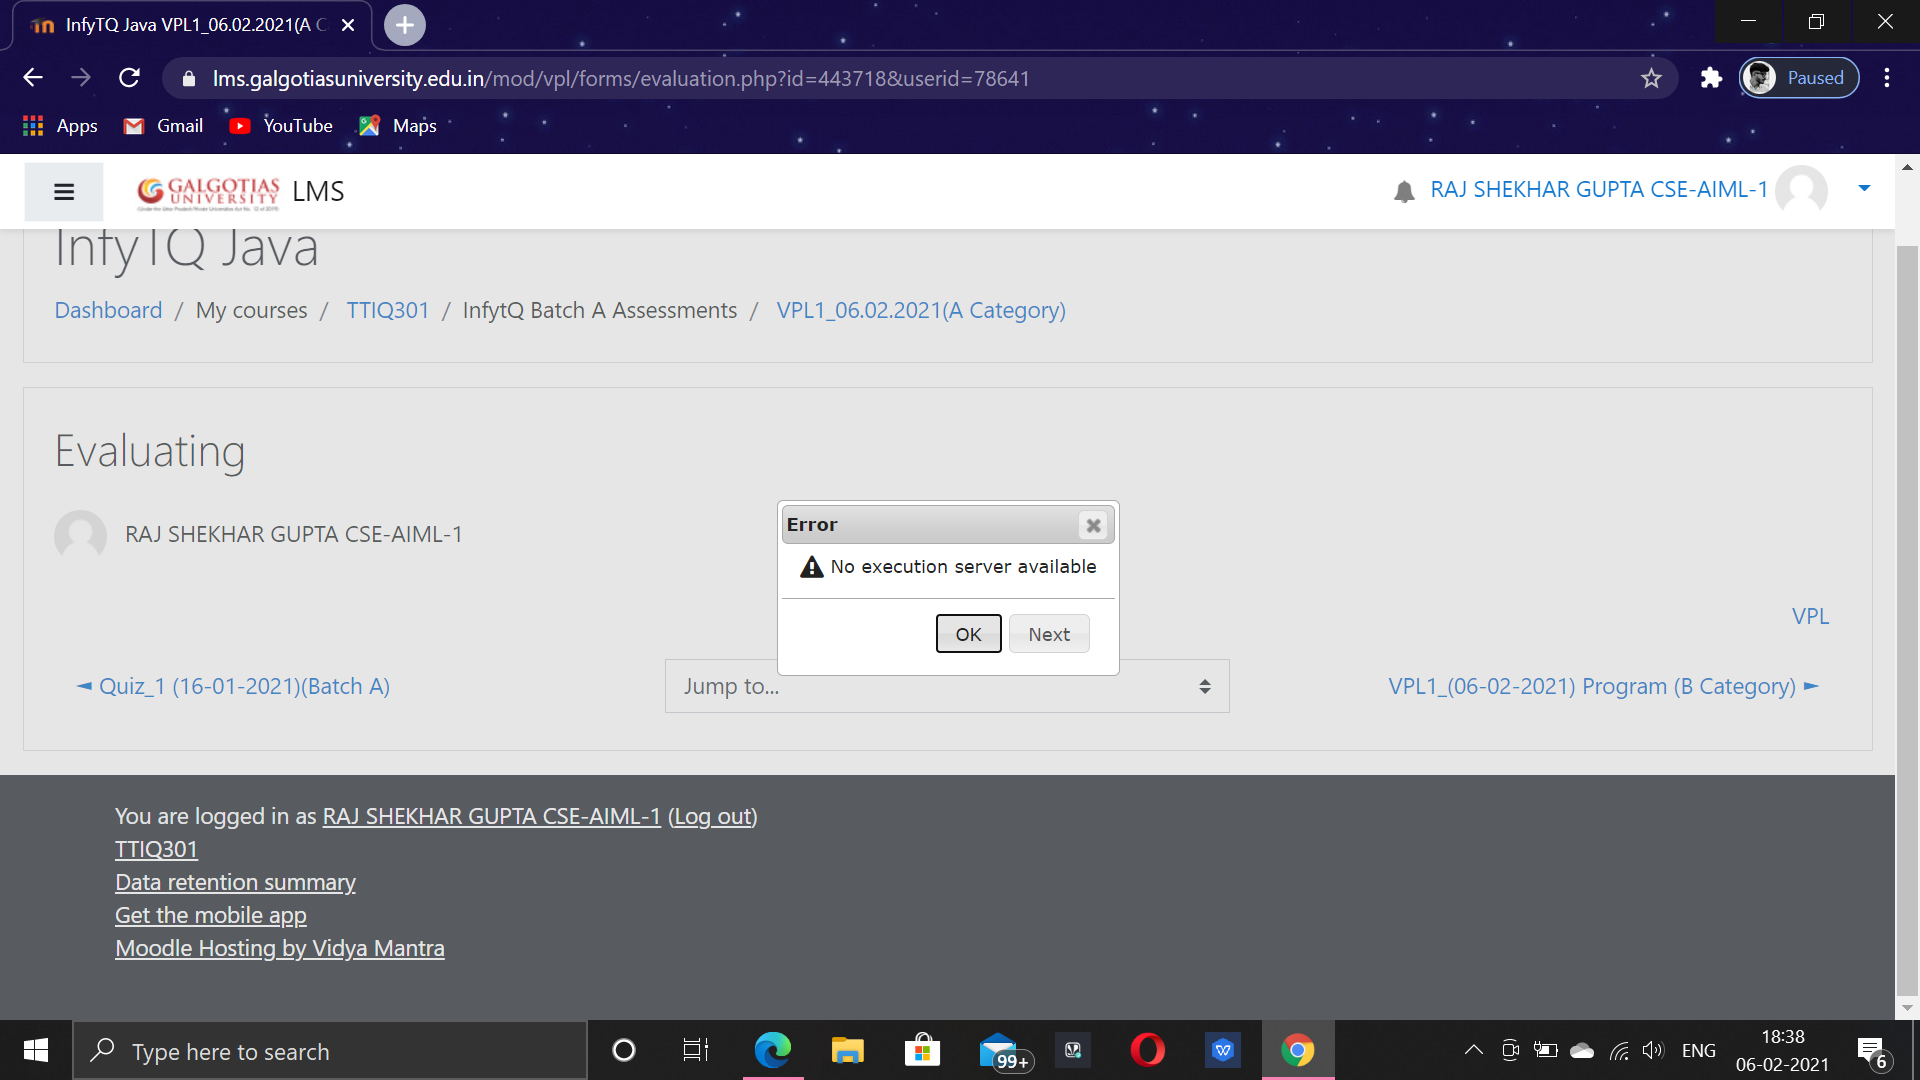 InfyTQ Java VPL1_06.02.2021(A C
lms.galgotiasuniversity.edu.in/mod/vpl/forms/evaluation.php?id=443718&userid=78641
Paused
Apps
Gmail
YouTube
Maps
GALGOTIAS
UNIVERSITY
LMS
RAJ SHEKHAR GUPTA CSE-AIML-1
InfyTQ Java
Dashboard / My courses / TTIQ301 / InfytQ Batch A Assessments / VPL1_06.02.2021(A Category)
Evaluating
RAJ SHEKHAR GUPTA CSE-AIML-1
Error
No execution server available
OK
Next
VPL
◄ Quiz_1 (16-01-2021)(Batch A)
Jump to...
VPL1_(06-02-2021) Program (B Category) ►
You are logged in as RAJ SHEKHAR GUPTA CSE-AIML-1 (Log out)
TTIQ301
Data retention summary
Get the mobile app
Moodle Hosting by Vidya Mantra
Type here to search
99+
ENG
18:38
06-02-2021
6